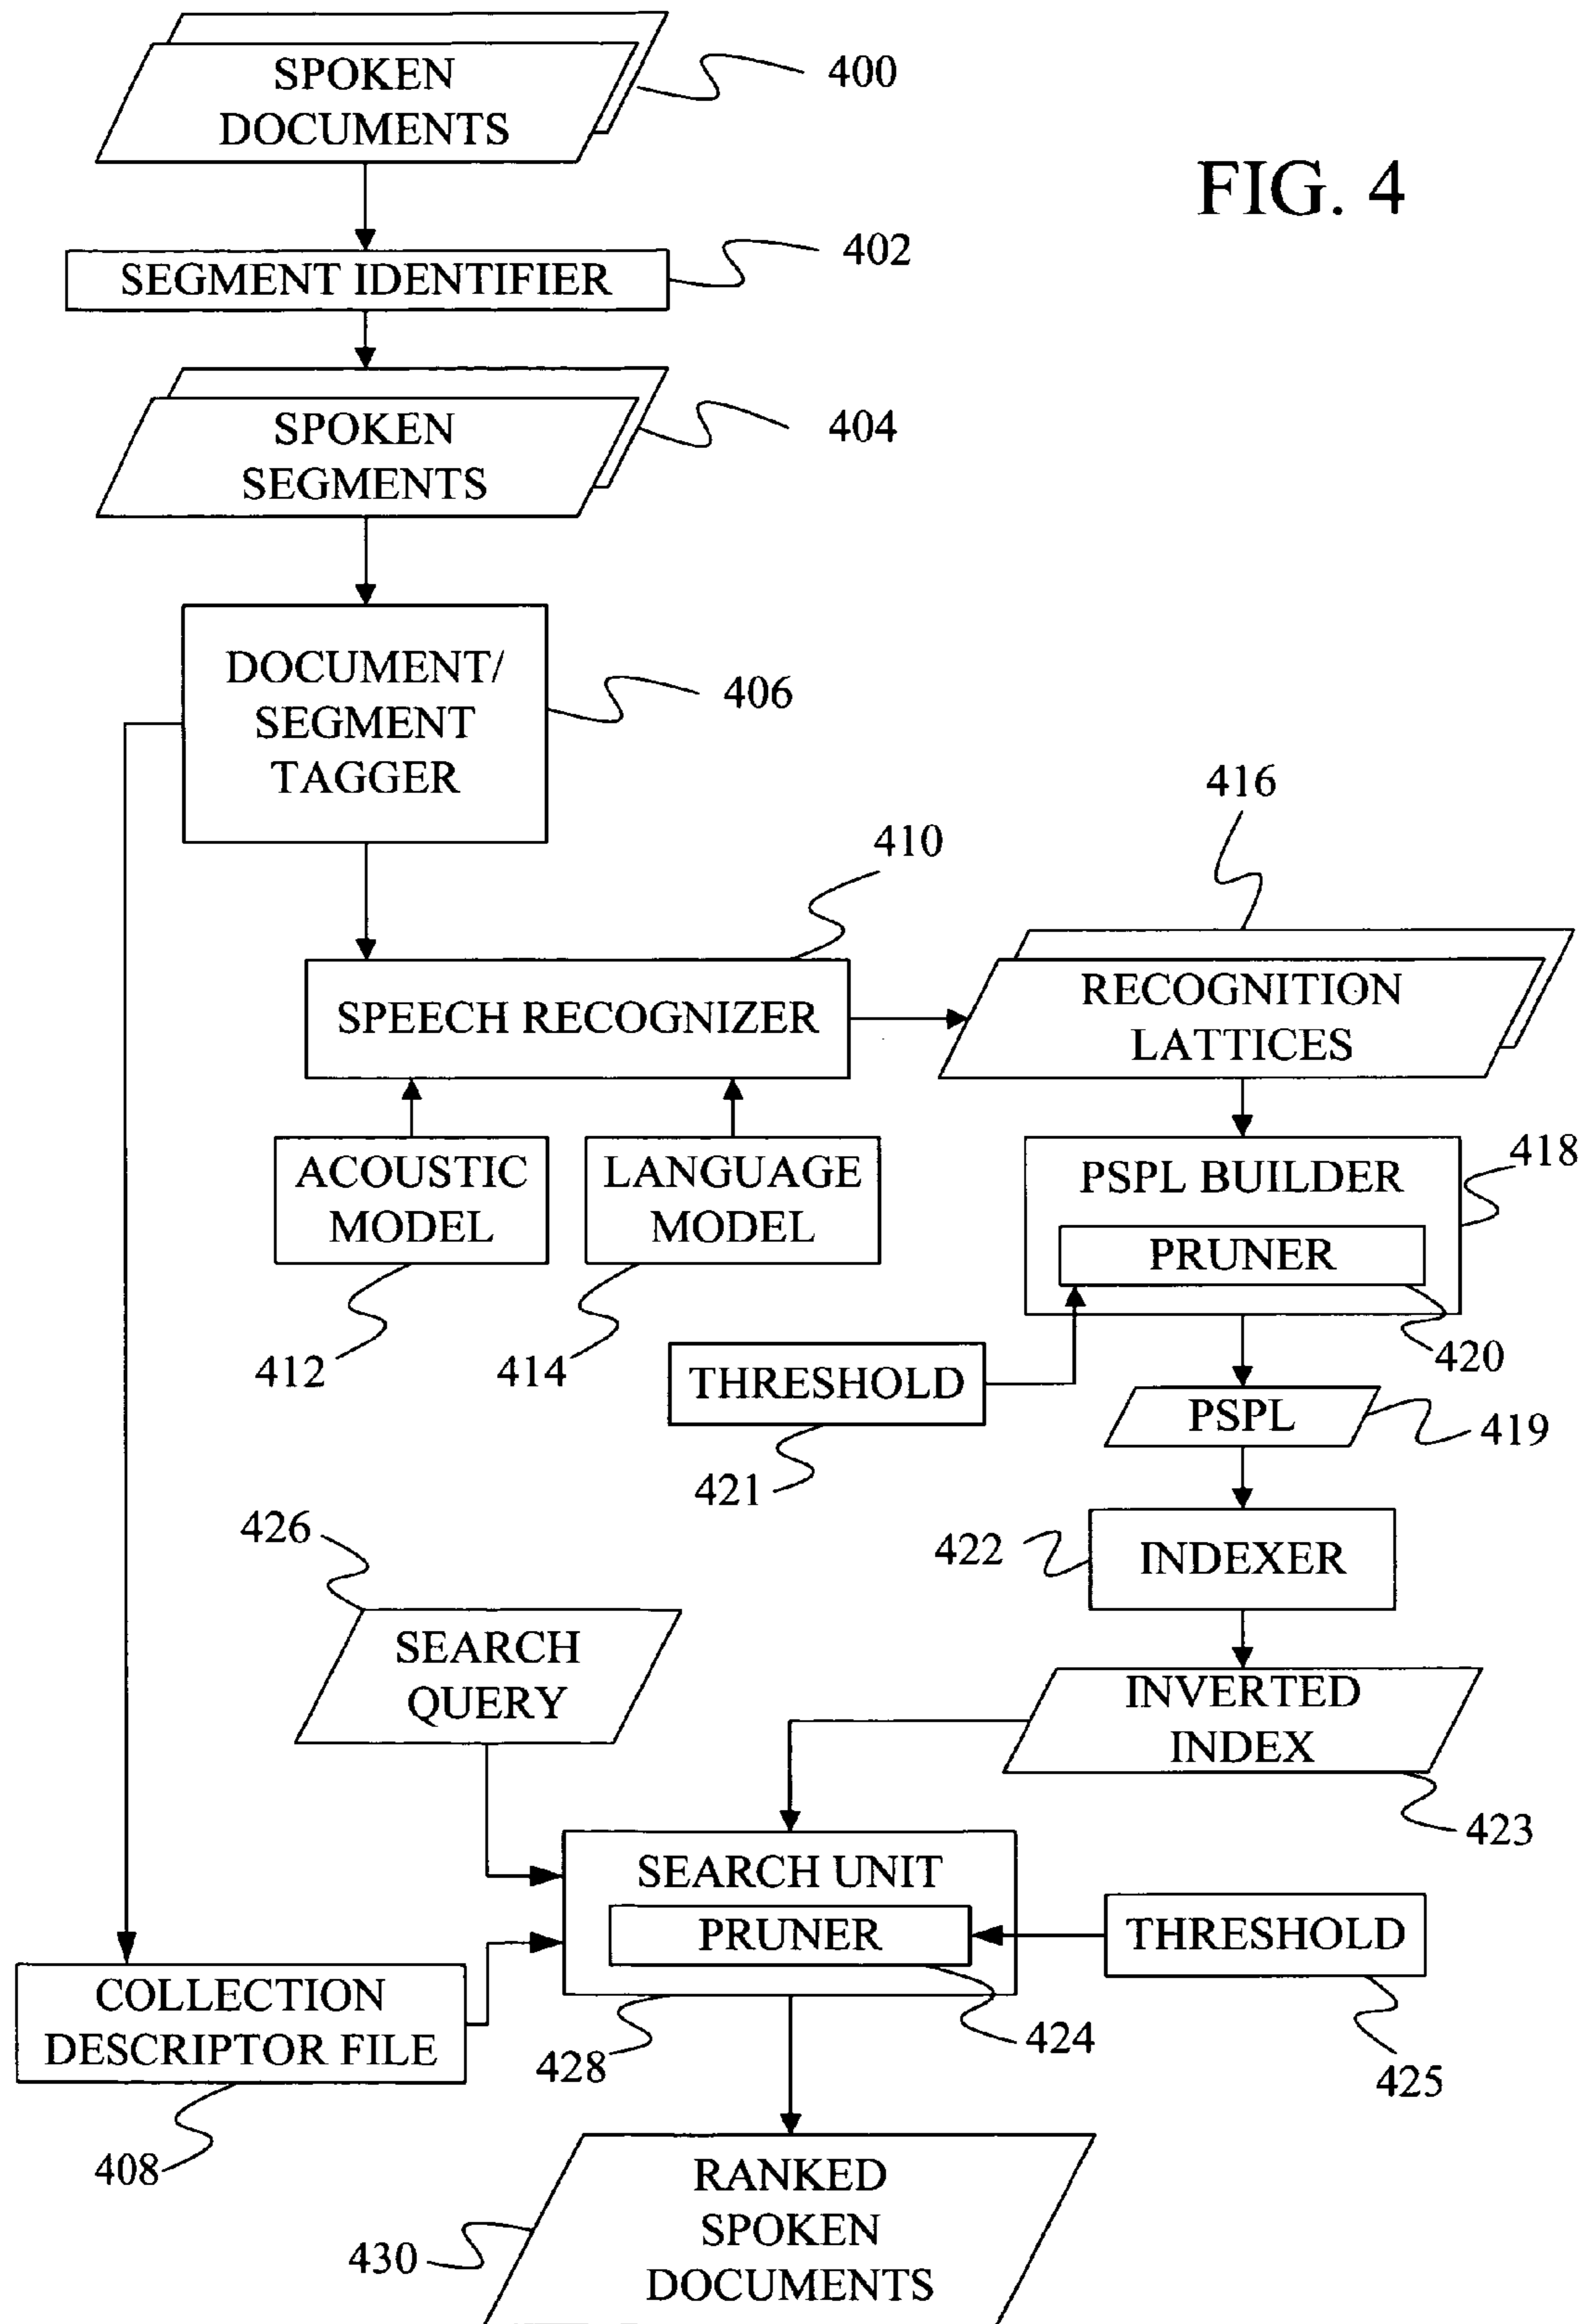 SPOKEN
DOCUMENTS
400
FIG. 4
SEGMENT IDENTIFIER
402
SPOKEN
SEGMENTS
404
DOCUMENT/
SEGMENT
TAGGER
406
416
410
SPEECH RECOGNIZER
RECOGNITION
LATTICES
ACOUSTIC
MODEL
LANGUAGE
MODEL
PSPL BUILDER
418
PRUNER
412
414
420
THRESHOLD
421
PSPL
419
426
422
INDEXER
SEARCH
QUERY
INVERTED
INDEX
423
SEARCH UNIT
PRUNER
THRESHOLD
COLLECTION
DESCRIPTOR FILE
428
424
425
408
RANKED
SPOKEN
DOCUMENTS
430